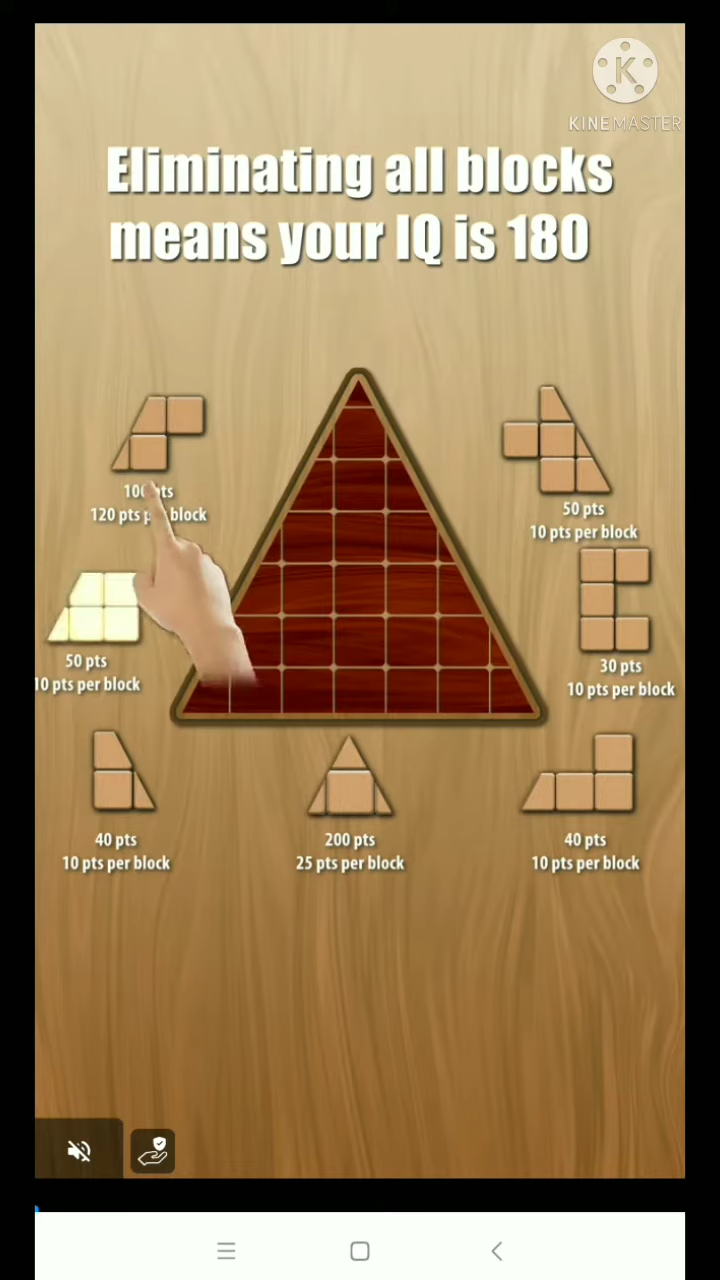 KINEMASTER
Eliminating all blocks
means your IQ is 180
120 pts block
50 pts
10 pts per block
50 pts
10 pts per block
30 pts
10 pts per block
40 pts
10 pts per block
200 pts
25 pts per block
40 pts
10 pts per block